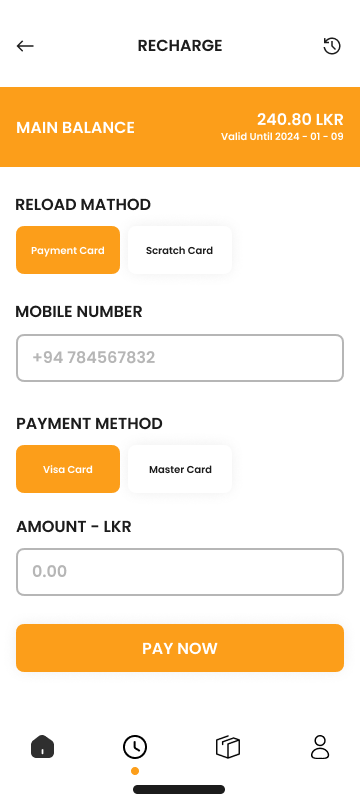 RECHARGE
MAIN BALANCE
240.80 LKR
Valid Until 2024 - 01 - 09
RELOAD MATHOD
Payment Card
Scratch Card
MOBILE NUMBER
+94 784567832
PAYMENT METHOD
Visa Card
Master Card
AMOUNT - LKR
0.00
PAY NOW